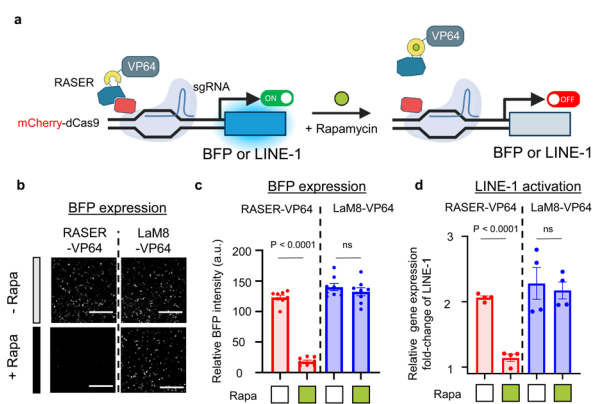 a
VP64
RASER
sgRNA
ON
mCherry-dCas9
BFP or LINE-1
+ Rapamycin
VP64
OFF
BFP or LINE-1
b
BFP expression
RASER
-VP64
LaM8
-VP64
- Rapa
+ Rapa
c
BFP expression
RASER-VP64
LaM8-VP64
P < 0.0001
ns
Relative BFP intensity (a.u.)
200
150
100
50
0
Rapa
d
LINE-1 activation
RASER-VP64
LaM8-VP64
P < 0.0001
ns
Relative gene expression
fold-change of LINE-1
3
2
1
Rapa